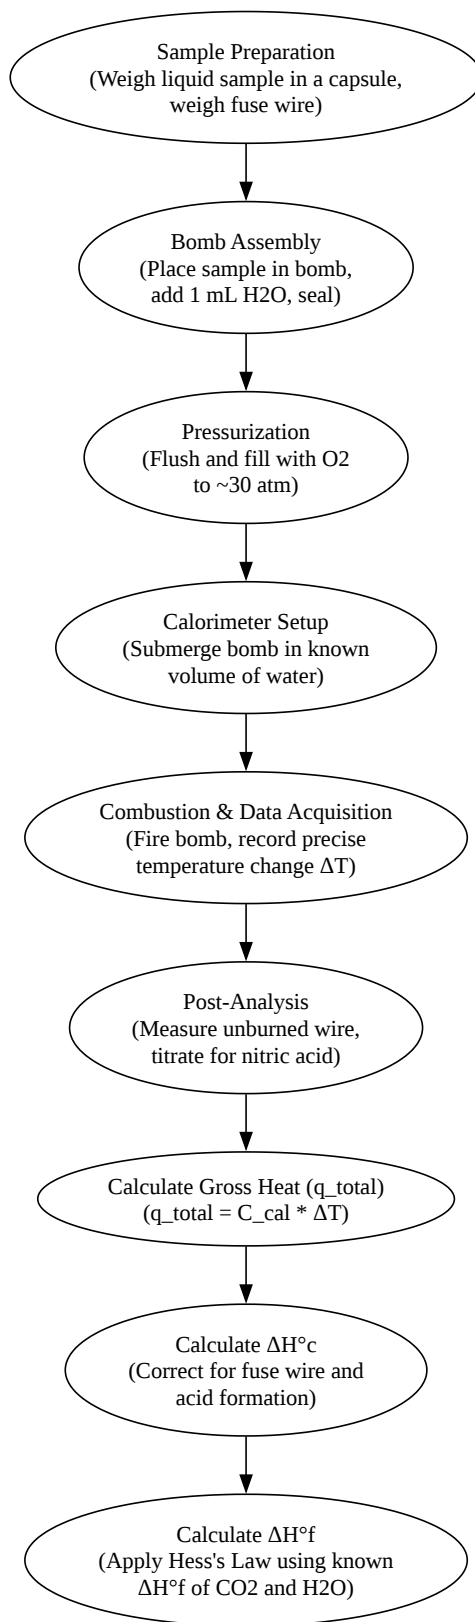 Sample Preparation
(Weigh liquid sample in a capsule,
weigh fuse wire)
Bomb Assembly
(Place sample in bomb,
add 1 mL H2O, seal)
Pressurization
(Flush and fill with O2
to ~30 atm)
Calorimeter Setup
(Submerge bomb in known
volume of water)
Combustion & Data Acquisition
(Fire bomb, record precise
temperature change ΔT)
Post-Analysis
(Measure unburned wire,
titrate for nitric acid)
Calculate Gross Heat (q_total)
(q_total = C_cal * ΔT)
Calculate ΔH°c
(Correct for fuse wire and
acid formation)
Calculate ΔH°f
(Apply Hess's Law using known
ΔH°f of CO2 and H2O)